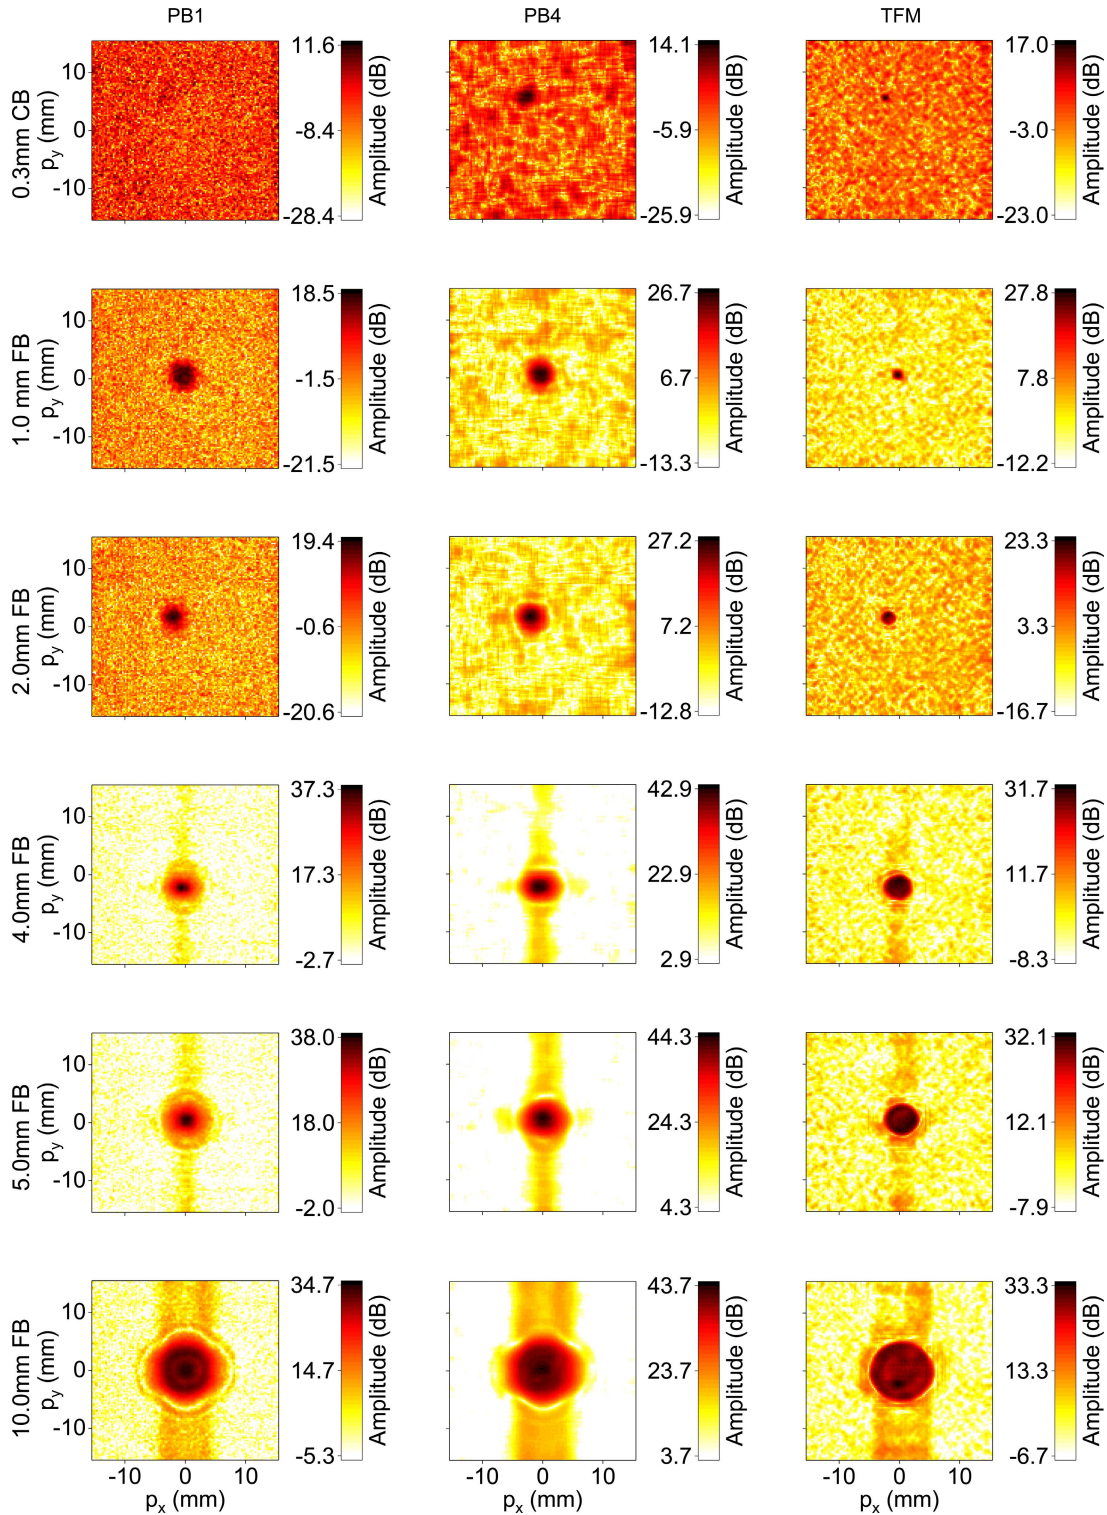 PB1 PB4 TFM
0.3mm CB
p_y (mm)
10
0
-10
11.6
-8.4
-28.4
Amplitude (dB)
14.1
-5.9
-25.9
Amplitude (dB)
17.0
-3.0
-23.0
Amplitude (dB)
1.0 mm FB
p_y (mm)
10
0
-10
18.5
-1.5
-21.5
Amplitude (dB)
26.7
6.7
-13.3
Amplitude (dB)
27.8
7.8
-12.2
Amplitude (dB)
2.0mm FB
p_y (mm)
10
0
-10
19.4
-0.6
-20.6
Amplitude (dB)
27.2
7.2
-12.8
Amplitude (dB)
23.3
3.3
-16.7
Amplitude (dB)
4.0mm FB
p_y (mm)
10
0
-10
37.3
17.3
-2.7
Amplitude (dB)
42.9
22.9
2.9
Amplitude (dB)
31.7
11.7
-8.3
Amplitude (dB)
5.0mm FB
p_y (mm)
10
0
-10
38.0
18.0
-2.0
Amplitude (dB)
44.3
24.3
4.3
Amplitude (dB)
32.1
12.1
-7.9
Amplitude (dB)
10.0mm FB
p_y (mm)
10
0
-10
34.7
14.7
-5.3
Amplitude (dB)
43.7
23.7
3.7
Amplitude (dB)
33.3
13.3
-6.7
Amplitude (dB)
-10 0 10
p_x (mm)
-10 0 10
p_x (mm)
-10 0 10
p_x (mm)